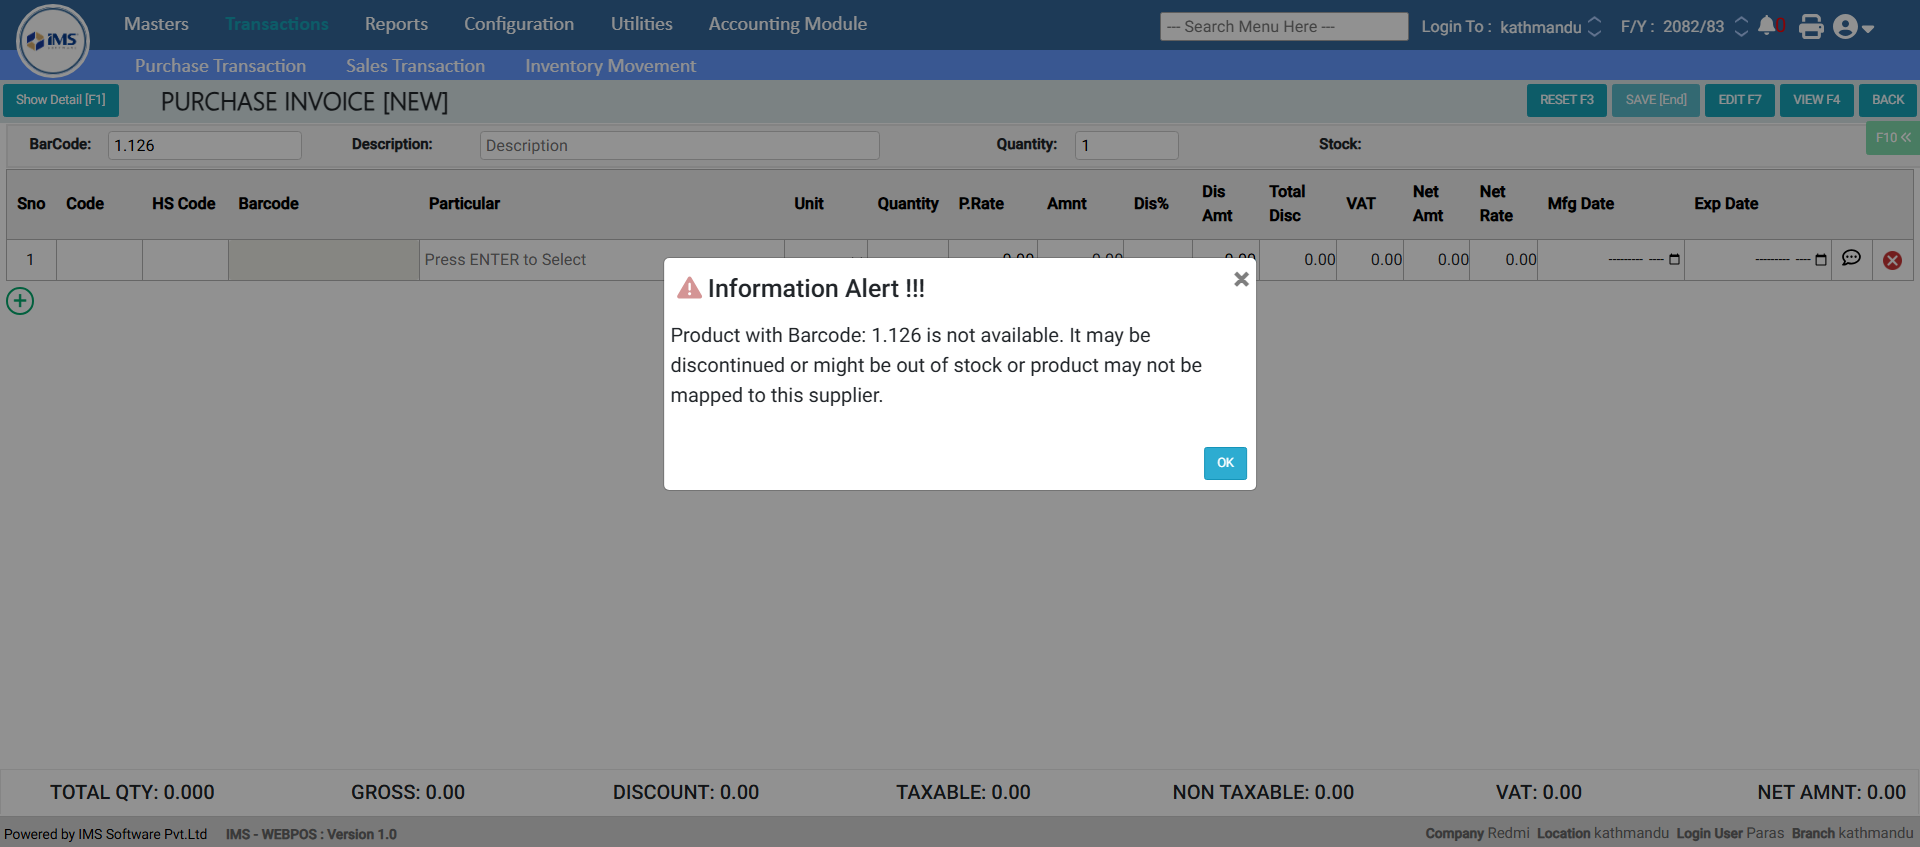 iMS
Masters Transactions Reports Configuration Utilities Accounting Module --- Search Menu Here --- Login To : kathmandu F/Y : 2082/83 0
Purchase Transaction Sales Transaction Inventory Movement
Show Detail [F1] PURCHASE INVOICE [NEW] RESET F3 SAVE [End] EDIT F7 VIEW F4 BACK
BarCode: 1.126 Description: Description Quantity: 1 Stock: F10
Sno Code HS Code Barcode Particular Unit Quantity P.Rate Amnt Dis% Dis Amt Total Disc VAT Net Amt Net Rate Mfg Date Exp Date
1 Press ENTER to Select 0.00 0.00 0.00 0.00 0.00 0.00 0.00 --------- ---- --------- ----
Information Alert !!!
Product with Barcode: 1.126 is not available. It may be
discontinued or might be out of stock or product may not be
mapped to this supplier.
OK
TOTAL QTY: 0.000 GROSS: 0.00 DISCOUNT: 0.00 TAXABLE: 0.00 NON TAXABLE: 0.00 VAT: 0.00 NET AMNT: 0.00
Powered by IMS Software Pvt.Ltd IMS - WEBPOS : Version 1.0 Company Redmi Location kathmandu Login User Paras Branch kathmandu